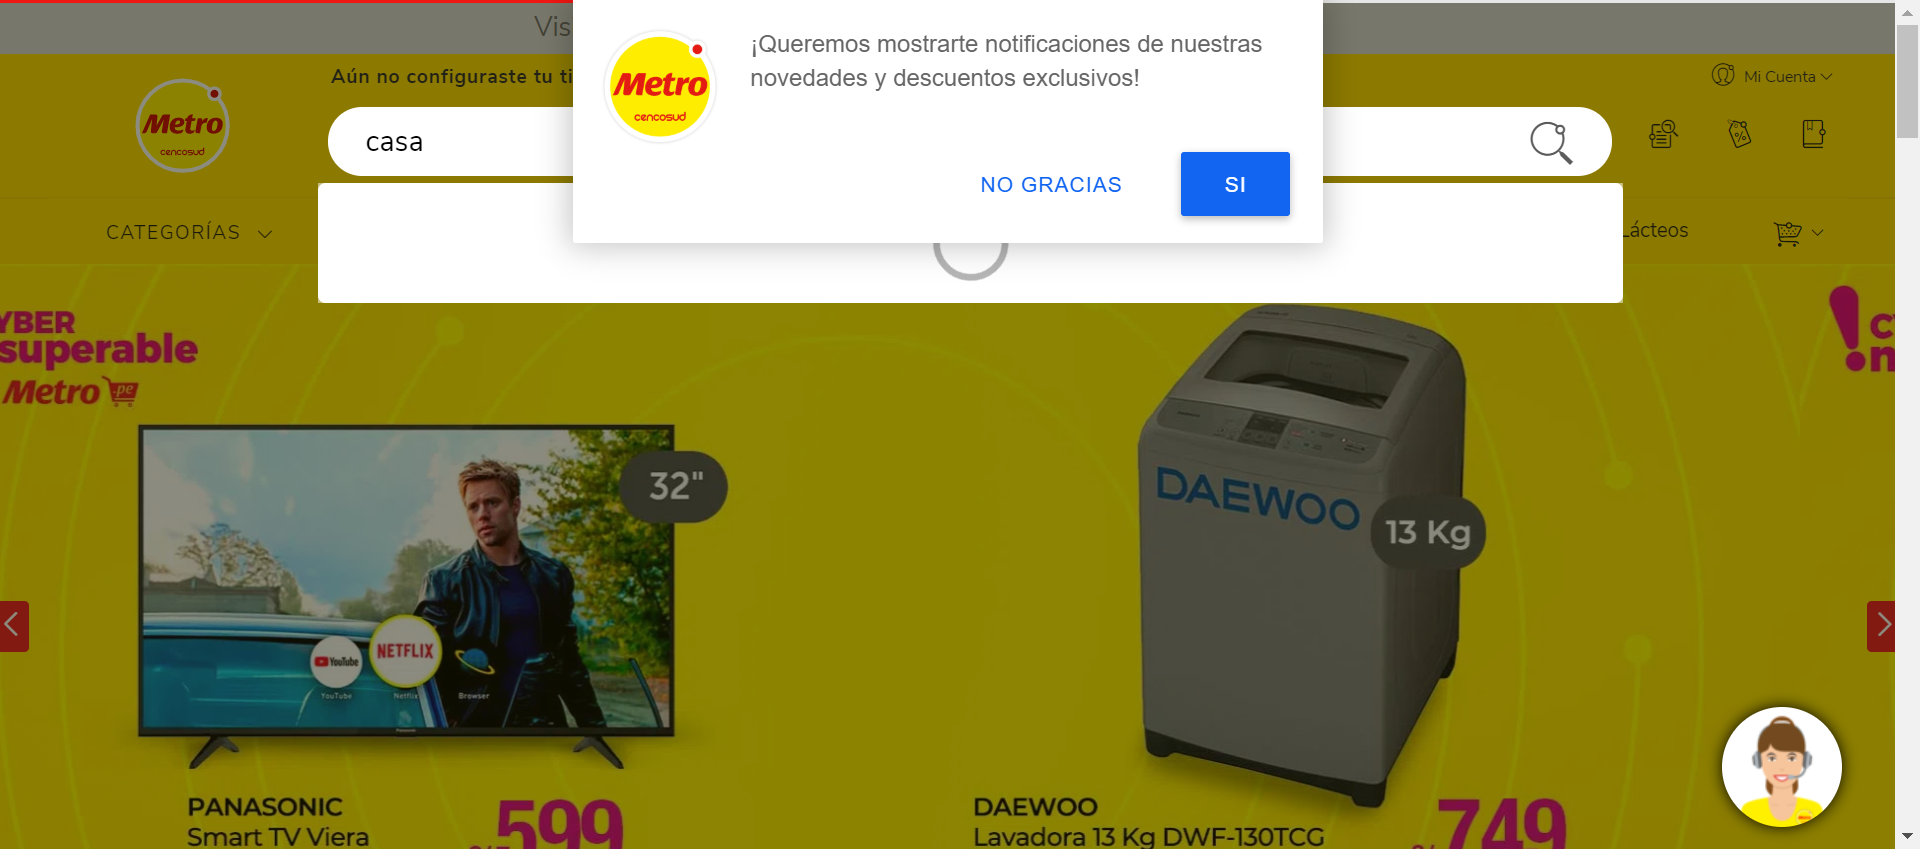 Vis
¡Queremos mostrarte notificaciones de nuestras
novedades y descuentos exclusivos!
NO GRACIAS
SI
Metro
cencosud
Aún no configuraste tu ti
Mi Cuenta
Metro
cencosud
casa
CATEGORÍAS
Lácteos
YBER
superable
Metro.pe
32"
DAEWOO
13 Kg
YouTube
NETFLIX
YouTube
Netflix
Browser
Panasonic
PANASONIC
Smart TV Viera
599
DAEWOO
Lavadora 13 Kg DWF-130TCG
749